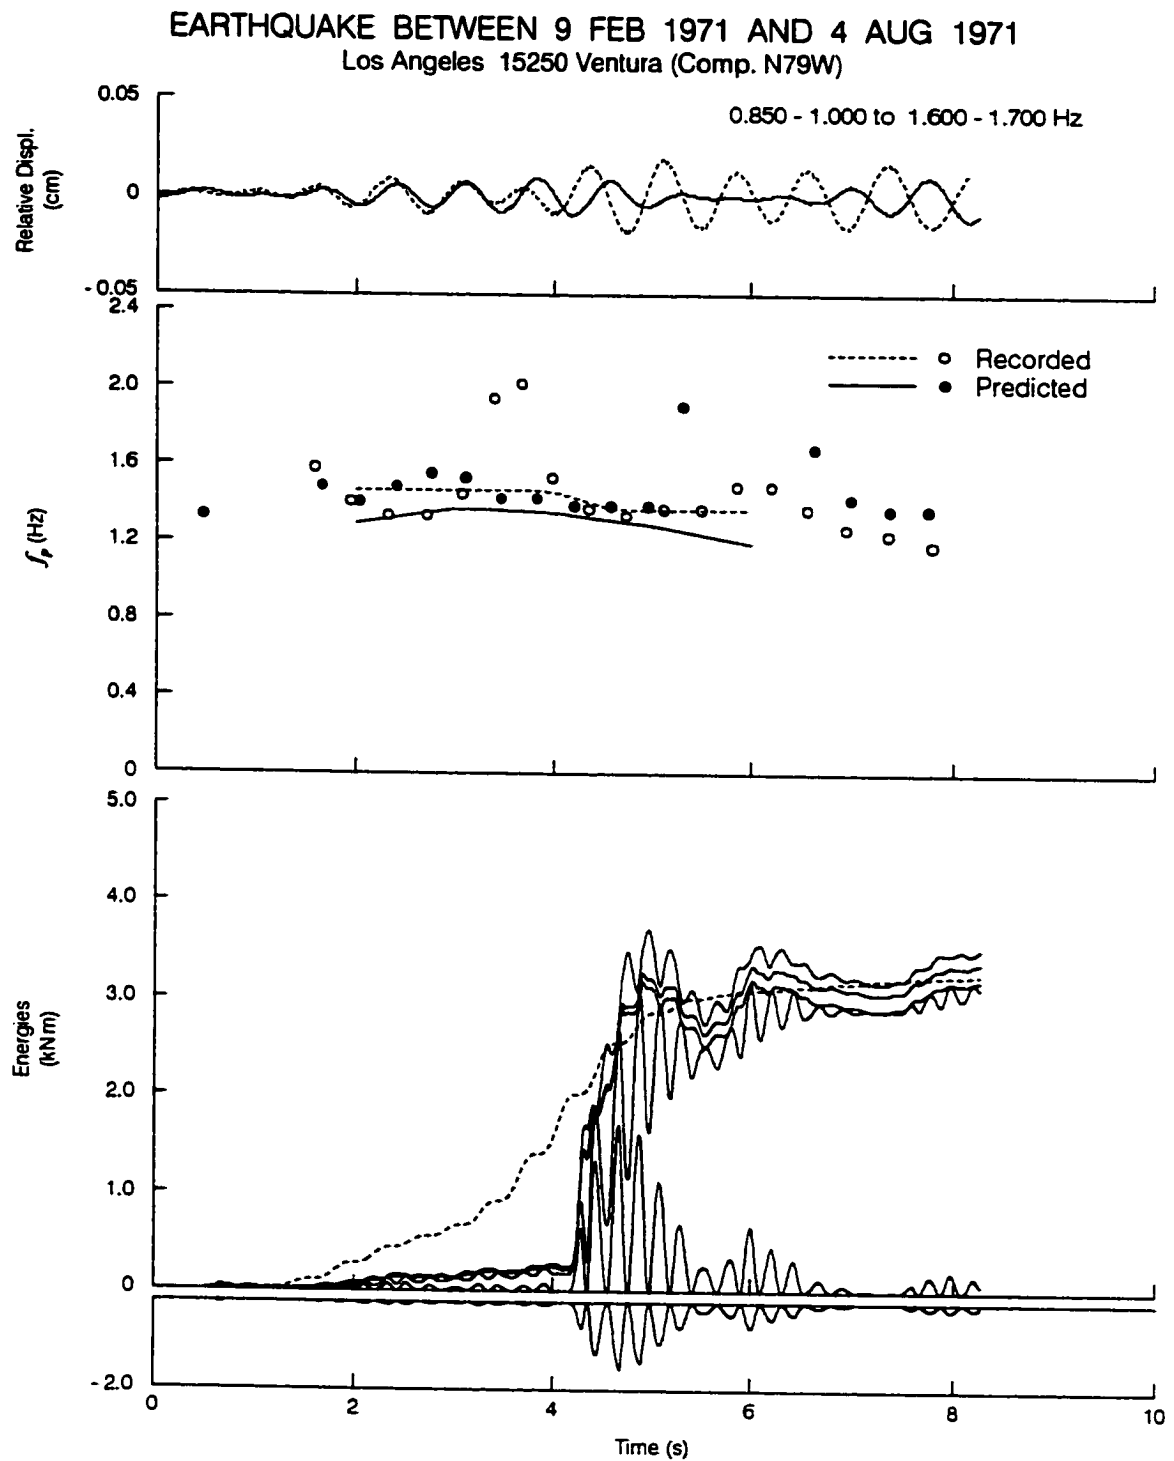 EARTHQUAKE BETWEEN 9 FEB 1971 AND 4 AUG 1971
Los Angeles 15250 Ventura (Comp. N79W)
0.850 - 1.000 to 1.600 - 1.700 Hz
Relative Displ.
(cm)
0.05
0
- 0.05
2.4
2.0
1.6
1.2
0.8
0.4
0
fₚ (Hz)
Recorded
Predicted
5.0
4.0
3.0
2.0
1.0
0
- 2.0
Energies
(kNm)
0 2 4 6 8 10
Time (s)